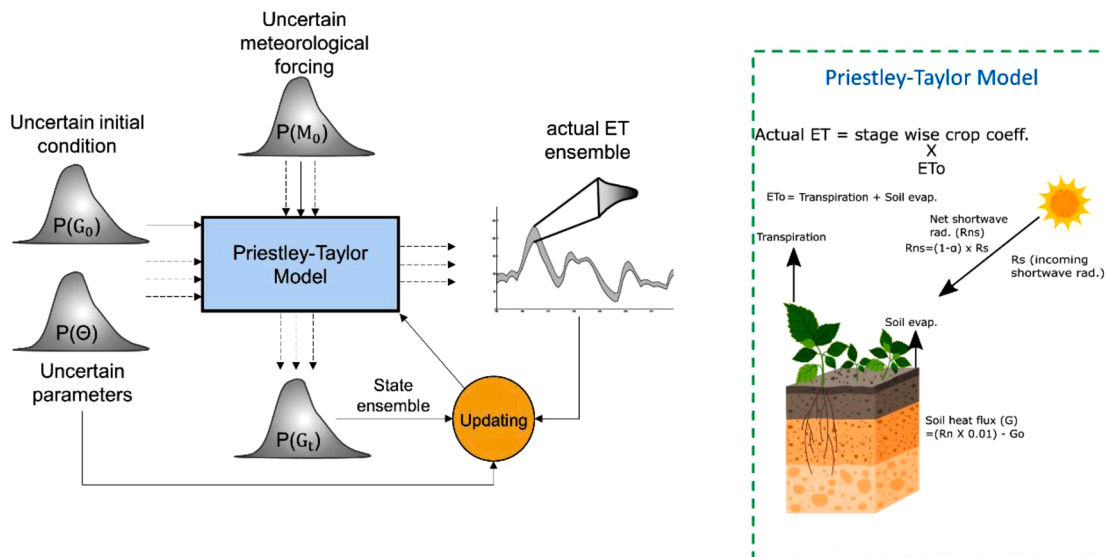 Uncertain
meteorological
forcing
P(M₀)
Uncertain initial
condition
P(G₀)
P(Θ)
Uncertain
parameters
Priestley-Taylor
Model
P(Gₜ)
State
ensemble
Updating
actual ET
ensemble
Priestley-Taylor Model
Actual ET = stage wise crop coeff.
X
ETo
ETo= Transpiration + Soil evap.
Net shortwave
rad. (Rns)
Rns=(1-α) x Rs
Transpiration
Rs (incoming
shortwave rad.)
Soil evap.
Soil heat flux (G)
=(Rn X 0.01) - Go